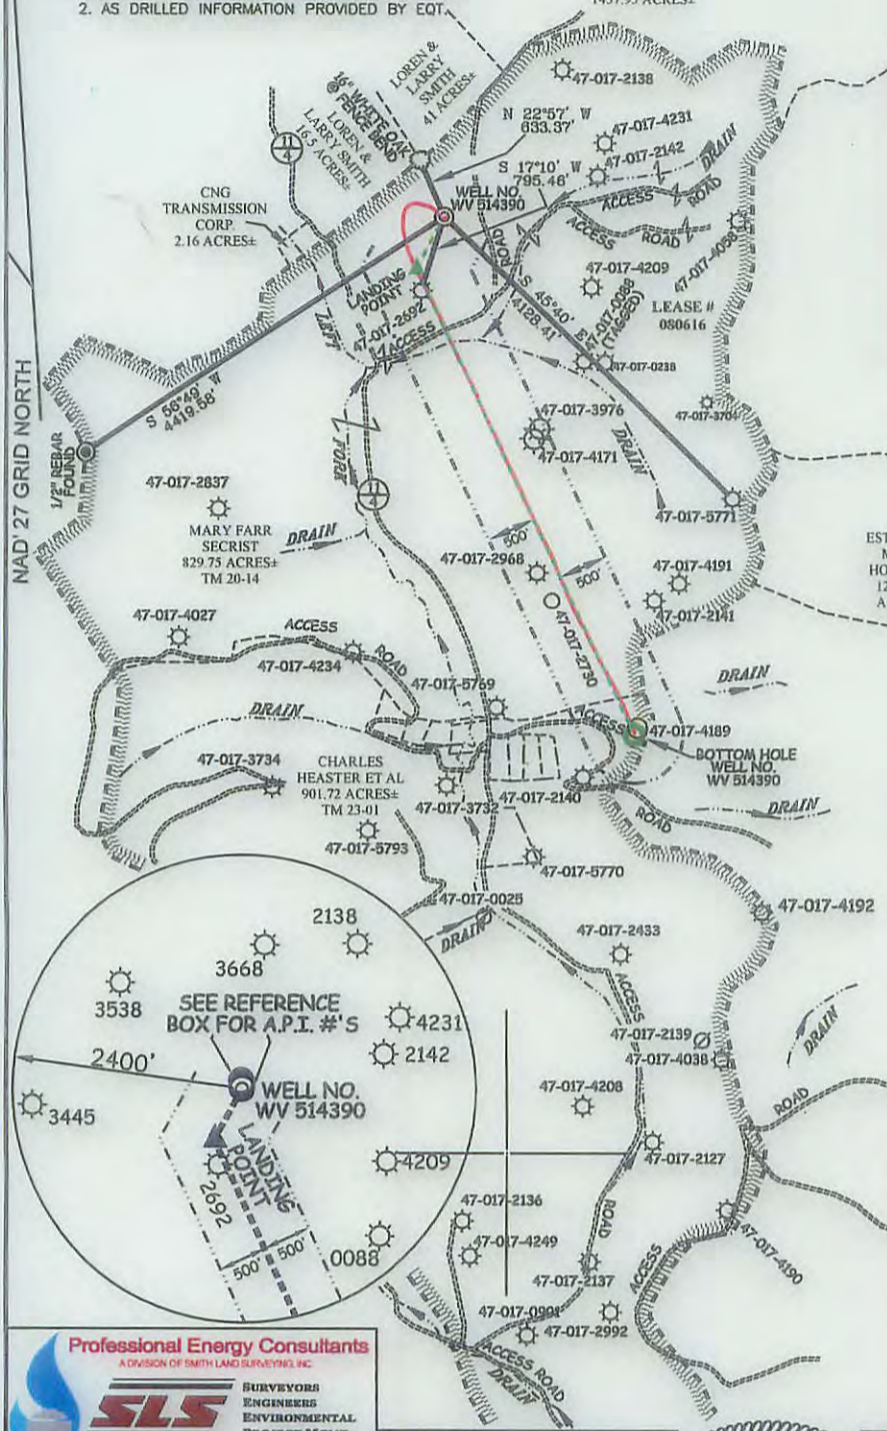 2. AS DRILLED INFORMATION PROVIDED BY EQT.
16" WHITE OAK
@ FENCE BEND
LOREN &
LARRY
SMITH
41 ACRES±
LOREN &
LARRY SMITH
16.5 ACRES±
11
4
47-017-2138
N 22°57' W
633.37'
47-017-4231
S 17°10' W
795.46'
47-017-2142
DRAIN
CNG
TRANSMISSION
CORP.
2.16 ACRES±
WELL NO.
WV 514390
ACCESS
ROAD
ACCESS
ROAD
ROAD
47-017-4058
47-017-4209
LANDING
POINT
47-017-2692
LEFT
ACCESS
S 45°40' E
4128.41'
47-017-0088
(TAGGED)
LEASE #
080616
47-017-0238
NAD'27 GRID NORTH
S 56°49' W
4419.58'
1/2" REBAR
FOUND
47-017-3704
47-017-3976
47-017-4171
DRAIN
FORK
11
4
47-017-2837
MARY FARR
SECRIST
829.75 ACRES±
TM 20-14
DRAIN
47-017-5771
500'
500'
47-017-2968
47-017-4191
47-017-2141
47-017-2730
47-017-4027
ACCESS
ROAD
47-017-4234
47-017-5769
DRAIN
DRAIN
ACCESS
47-017-4189
BOTTOM HOLE
WELL NO.
WV 514390
47-017-3734
CHARLES
HEASTER ET AL
901.72 ACRES±
TM 23-01
47-017-3732
47-017-2140
DRAIN
ROAD
47-017-5793
47-017-5770
47-017-0025
DRAIN
47-017-4192
47-017-2433
ACCESS
2138
3668
3538
SEE REFERENCE
BOX FOR A.P.I. #'S
4231
2142
2400'
WELL NO.
WV 514390
3445
LANDING
POINT
2692
4209
0088
500'
500'
47-017-2139
47-017-4038
DRAIN
47-017-4208
ROAD
47-017-2127
47-017-2136
47-017-4249
ROAD
47-017-2137
ACCESS
47-017-4190
47-017-0991
47-017-2992
ACCESS ROAD
DRAIN
Professional Energy Consultants
A DIVISION OF SMITH LAND SURVEYING, INC.
SLS
SURVEYORS
ENGINEERS
ENVIRONMENTAL